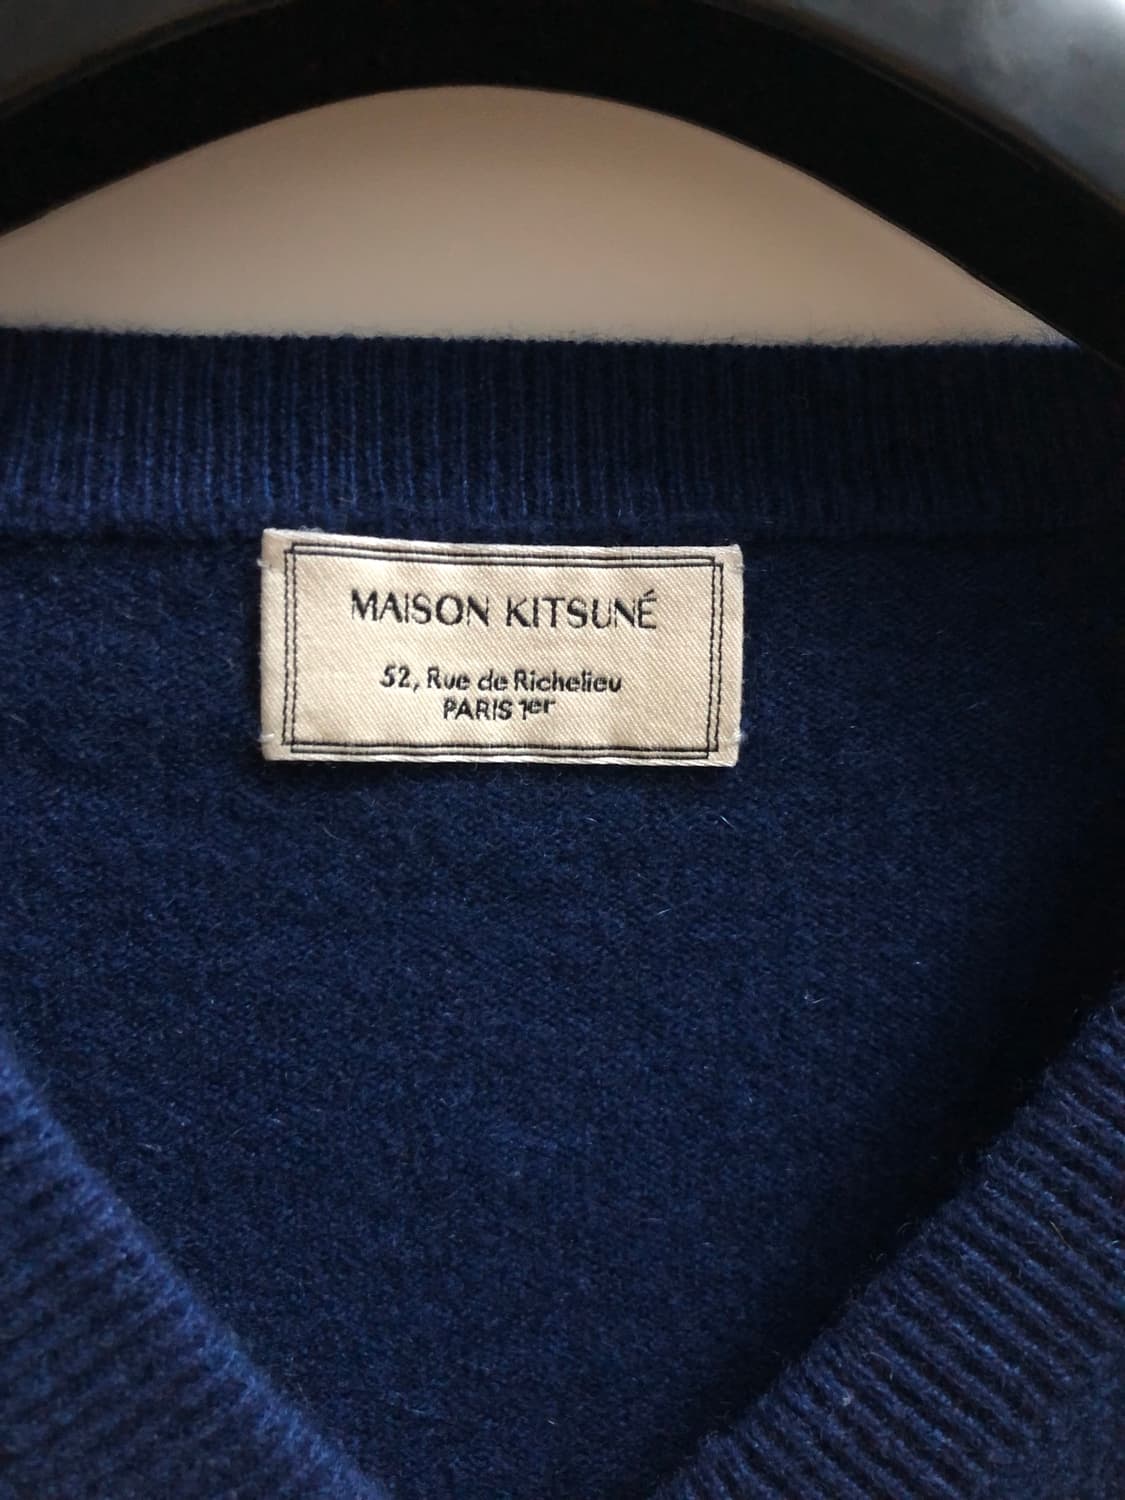 MAISON KITSUNÉ
52, Rue de Richelieu
PARIS 1er